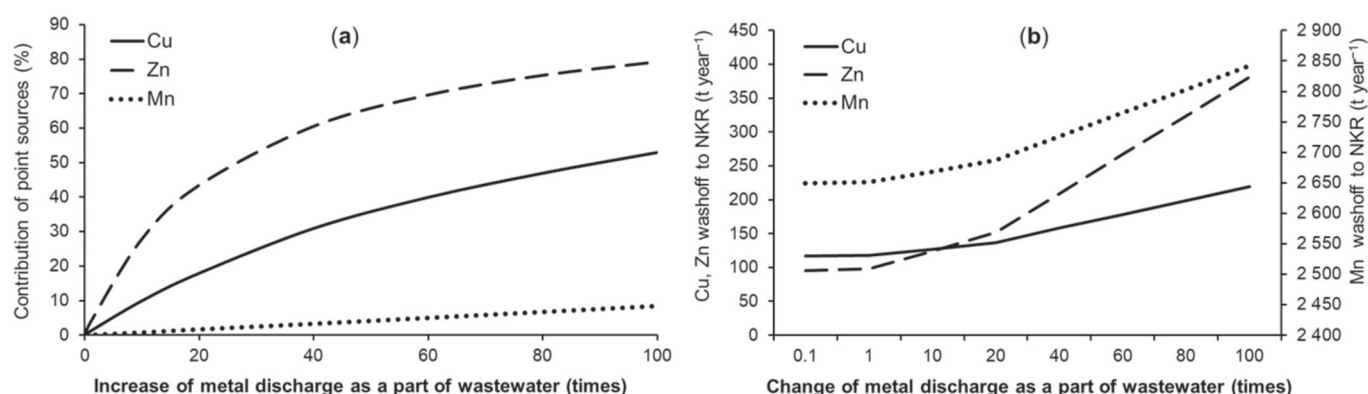 (a)
Cu
Zn
Mn
Contribution of point sources (%)
90
80
70
60
50
40
30
20
10
0
0 20 40 60 80 100
Increase of metal discharge as a part of wastewater (times)
(b)
Cu
Zn
Mn
Cu, Zn washoff to NKR (t year⁻¹)
450
400
350
300
250
200
150
100
50
0
0.1 1 10 20 40 60 80 100
Change of metal discharge as a part of wastewater (times)
2 900
2 850
2 800
2 750
2 700
2 650
2 600
2 550
2 500
2 450
2 400
Mn washoff to NKR (t year⁻¹)